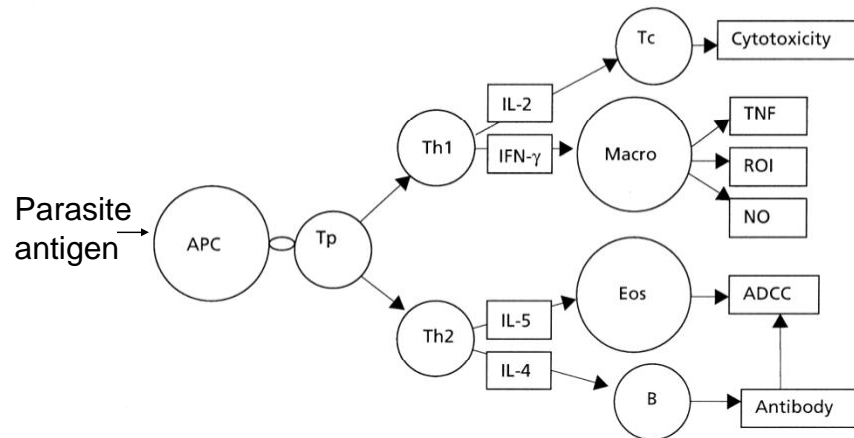 Parasite
antigen
APC
Tp
Th1
Th2
IL-2
IFN-γ
IL-5
IL-4
Tc
Macro
Eos
B
Cytotoxicity
TNF
ROI
NO
ADCC
Antibody